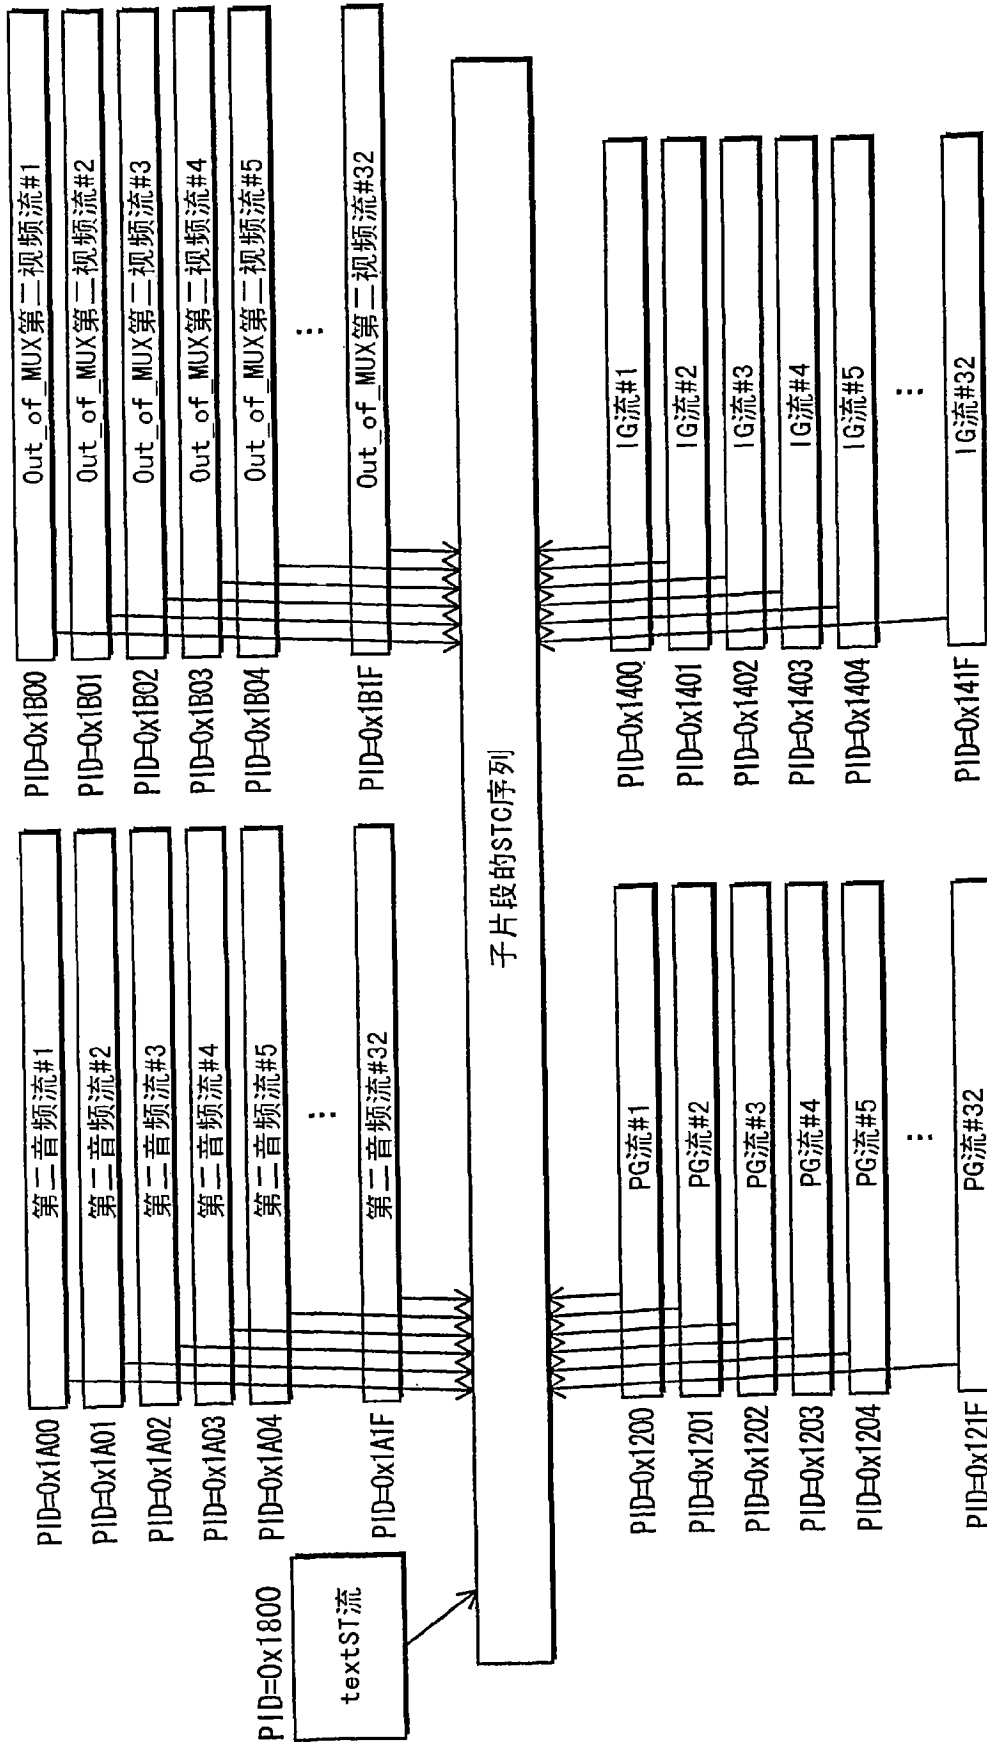 PID=0x1800
textST流
PID=0x1A00
第二音频流#1
PID=0x1A01
第二音频流#2
PID=0x1A02
第二音频流#3
PID=0x1A03
第二音频流#4
PID=0x1A04
第二音频流#5
...
PID=0x1A1F
第二音频流#32
PID=0x1B00
Out_of_MUX第二视频流#1
PID=0x1B01
Out_of_MUX第二视频流#2
PID=0x1B02
Out_of_MUX第二视频流#3
PID=0x1B03
Out_of_MUX第二视频流#4
PID=0x1B04
Out_of_MUX第二视频流#5
...
PID=0x1B1F
Out_of_MUX第二视频流#32
子片段的STC序列
PID=0x1200
PG流#1
PID=0x1201
PG流#2
PID=0x1202
PG流#3
PID=0x1203
PG流#4
PID=0x1204
PG流#5
...
PID=0x121F
PG流#32
PID=0x1400
IG流#1
PID=0x1401
IG流#2
PID=0x1402
IG流#3
PID=0x1403
IG流#4
PID=0x1404
IG流#5
...
PID=0x141F
IG流#32